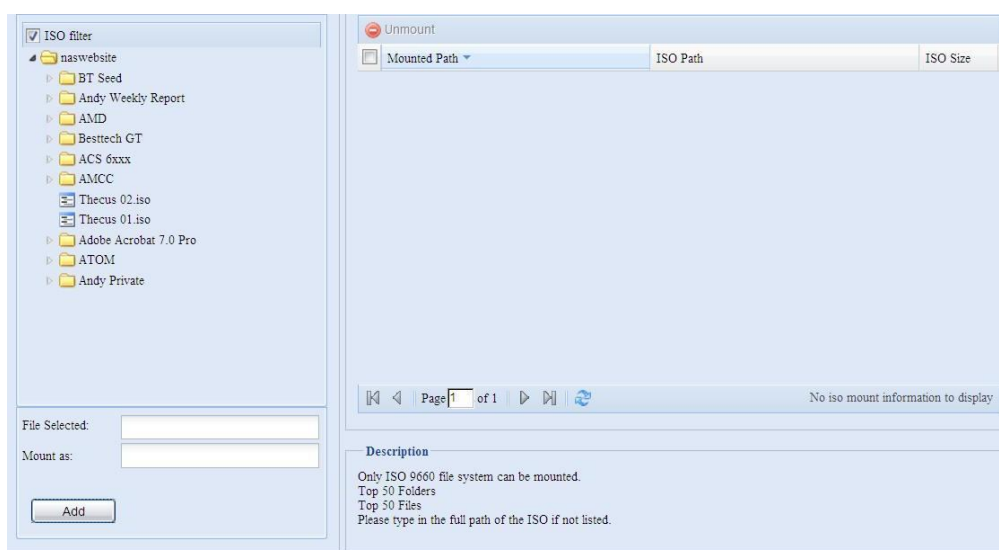 ISO filter
naswebsite
BT Seed
Andy Weekly Report
AMD
Besttech GT
ACS 6xxx
AMCC
Thecus 02.iso
Thecus 01.iso
Adobe Acrobat 7.0 Pro
ATOM
Andy Private
File Selected:
Mount as:
Add
Unmount
Mounted Path ISO Path ISO Size
Page 1 of 1 No iso mount information to display
Description
Only ISO 9660 file system can be mounted.
Top 50 Folders
Top 50 Files
Please type in the full path of the ISO if not listed.